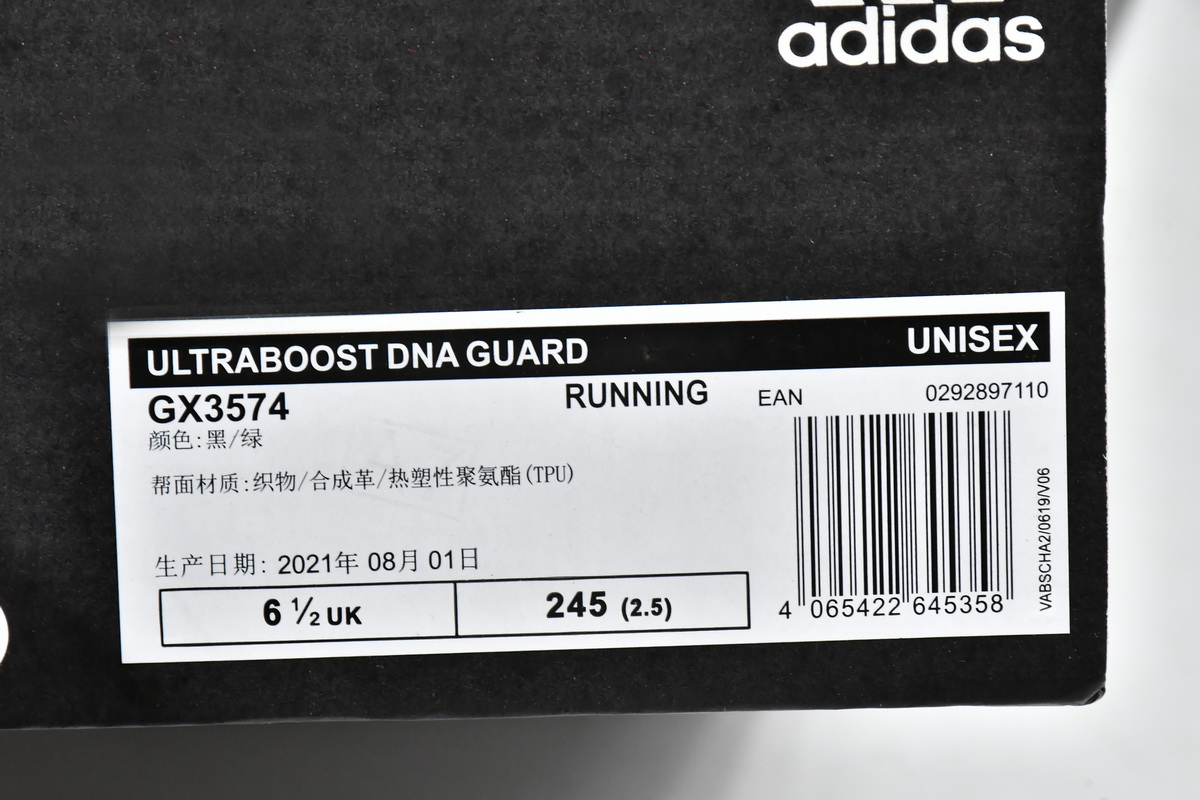 adidas
ULTRABOOST DNA GUARD UNISEX
GX3574 RUNNING EAN 0292897110
颜色:黑/绿
帮面材质:织物/合成革/热塑性聚氨酯(TPU)
生产日期: 2021年 08月 01日
6 ½ UK 245 (2.5)
4 065422 645358
VABSCHA2/0619/V06